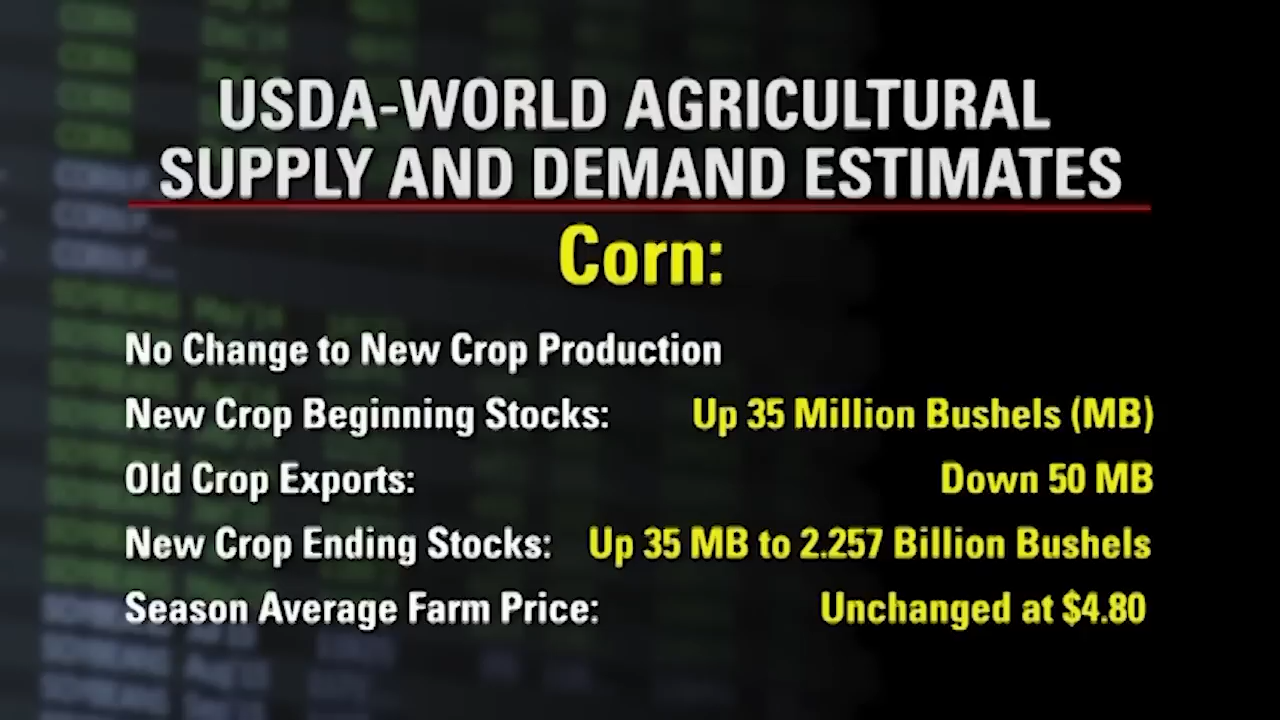 USDA-WORLD AGRICULTURAL
SUPPLY AND DEMAND ESTIMATES
Corn:
No Change to New Crop Production
New Crop Beginning Stocks: Up 35 Million Bushels (MB)
Old Crop Exports: Down 50 MB
New Crop Ending Stocks: Up 35 MB to 2.257 Billion Bushels
Season Average Farm Price: Unchanged at $4.80